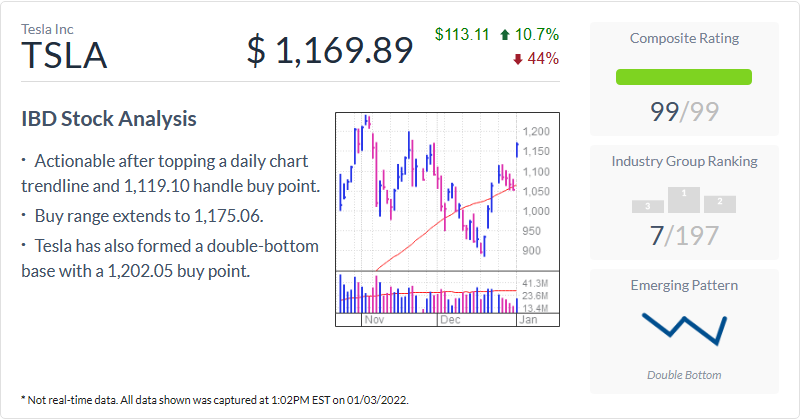 Tesla Inc
TSLA
$ 1,169.89
$113.11 10.7%
44%
IBD Stock Analysis
· Actionable after topping a daily chart
trendline and 1,119.10 handle buy point.
· Buy range extends to 1,175.06.
· Tesla has also formed a double-bottom
base with a 1,202.05 buy point.
1,200
1,150
1,100
1,050
1,000
950
900
41.3M
23.6M
13.4M
Nov Dec Jan
Composite Rating
99/99
Industry Group Ranking
3 1 2
7/197
Emerging Pattern
Double Bottom
* Not real-time data. All data shown was captured at 1:02PM EST on 01/03/2022.